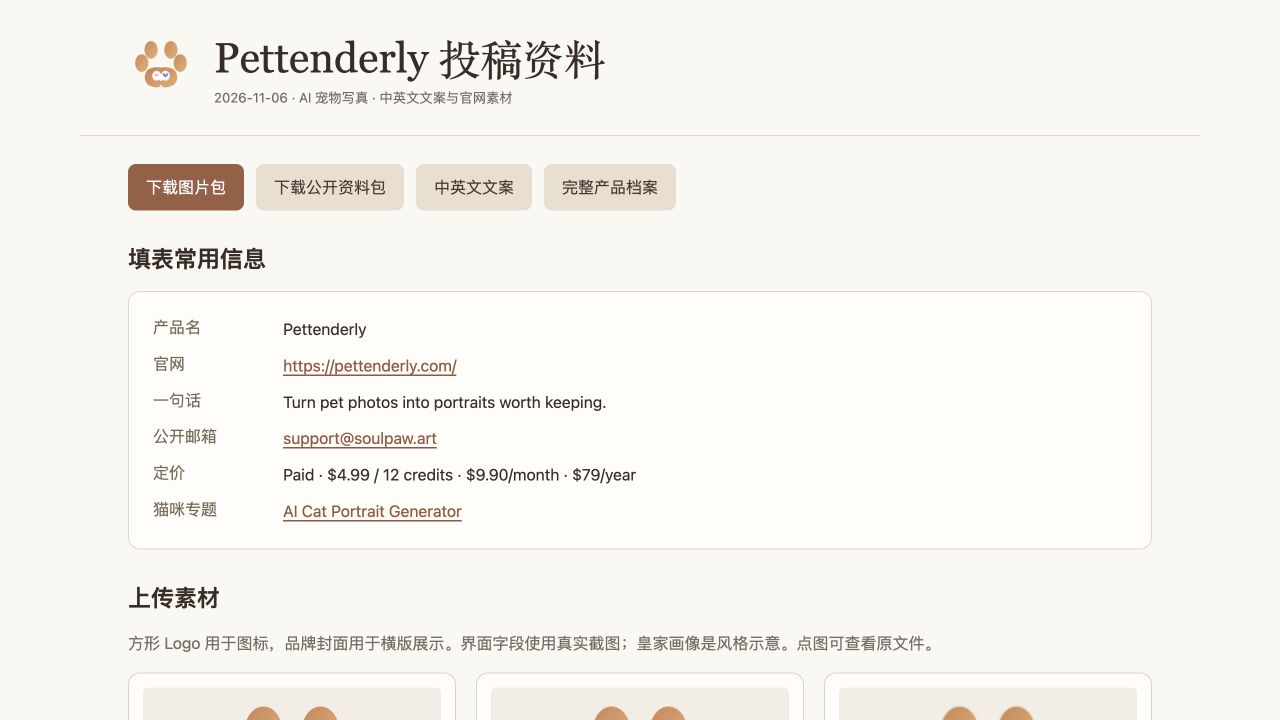 Pettenderly 投稿资料
2026-11-06 · AI 宠物写真 · 中英文文案与官网素材
下载图片包
下载公开资料包
中英文文案
完整产品档案
填表常用信息
产品名 Pettenderly
官网 https://pettenderly.com/
一句话 Turn pet photos into portraits worth keeping.
公开邮箱 support@soulpaw.art
定价 Paid · $4.99 / 12 credits · $9.90/month · $79/year
猫咪专题 AI Cat Portrait Generator
上传素材
方形 Logo 用于图标，品牌封面用于横版展示。界面字段使用真实截图；皇家画像是风格示意。点图可查看原文件。